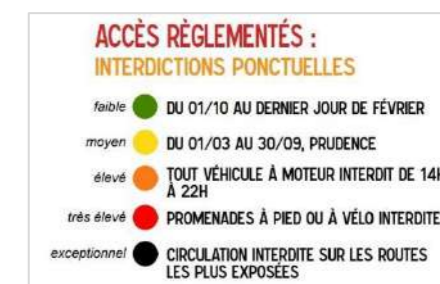 ACCÈS RÈGLEMENTÉS :
INTERDICTIONS PONCTUELLES
faible DU 01/10 AU DERNIER JOUR DE FÉVRIER
moyen DU 01/03 AU 30/09, PRUDENCE
élevé TOUT VÉHICULE À MOTEUR INTERDIT DE 14H
À 22H
très élevé PROMENADES À PIED OU À VÉLO INTERDITE
exceptionnel CIRCULATION INTERDITE SUR LES ROUTES
LES PLUS EXPOSÉES